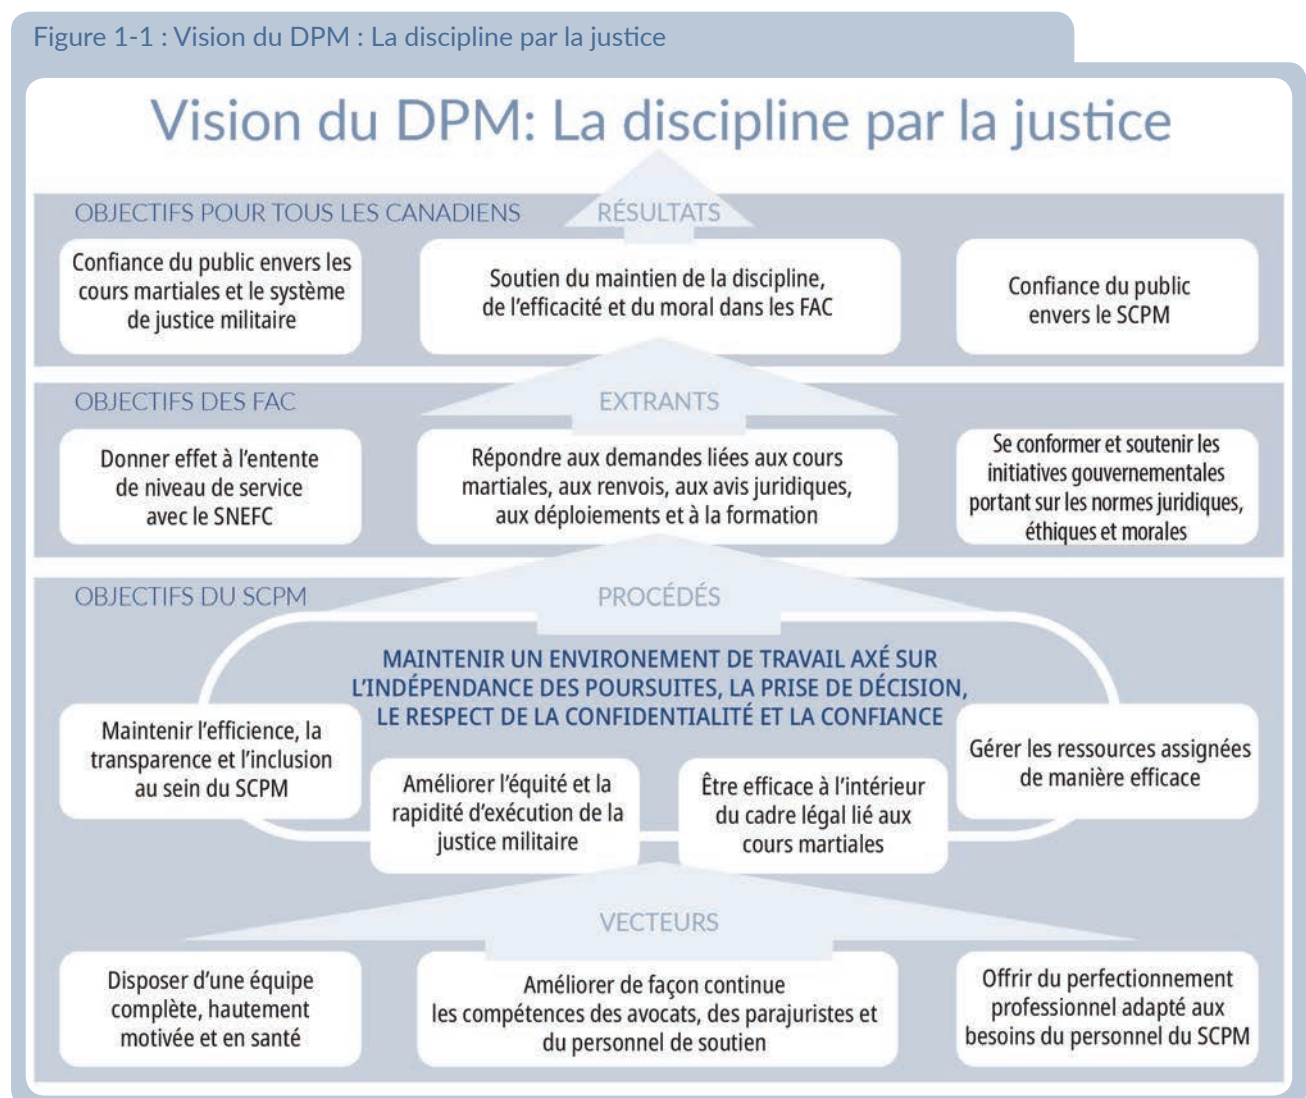 Figure 1-1 : Vision du DPM : La discipline par la justice
Vision du DPM: La discipline par la justice
OBJECTIFS POUR TOUS LES CANADIENS
RÉSULTATS
Confiance du public envers les
cours martiales et le système
de justice militaire
Soutien du maintien de la discipline,
de l'efficacité et du moral dans les FAC
Confiance du public
envers le SCPM
OBJECTIFS DES FAC
EXTRANTS
Donner effet à l'entente
de niveau de service
avec le SNEFC
Répondre aux demandes liées aux cours
martiales, aux renvois, aux avis juridiques,
aux déploiements et à la formation
Se conformer et soutenir les
initiatives gouvernementales
portant sur les normes juridiques,
éthiques et morales
OBJECTIFS DU SCPM
PROCÉDÉS
MAINTENIR UN ENVIRONEMENT DE TRAVAIL AXÉ SUR
L'INDÉPENDANCE DES POURSUITES, LA PRISE DE DÉCISION,
LE RESPECT DE LA CONFIDENTIALITÉ ET LA CONFIANCE
Maintenir l'efficience, la
transparence et l'inclusion
au sein du SCPM
Améliorer l'équité et la
rapidité d'exécution de la
justice militaire
Être efficace à l'intérieur
du cadre légal lié aux
cours martiales
Gérer les ressources assignées
de manière efficace
VECTEURS
Disposer d'une équipe
complète, hautement
motivée et en santé
Améliorer de façon continue
les compétences des avocats, des parajuristes et
du personnel de soutien
Offrir du perfectionnement
professionnel adapté aux
besoins du personnel du SCPM